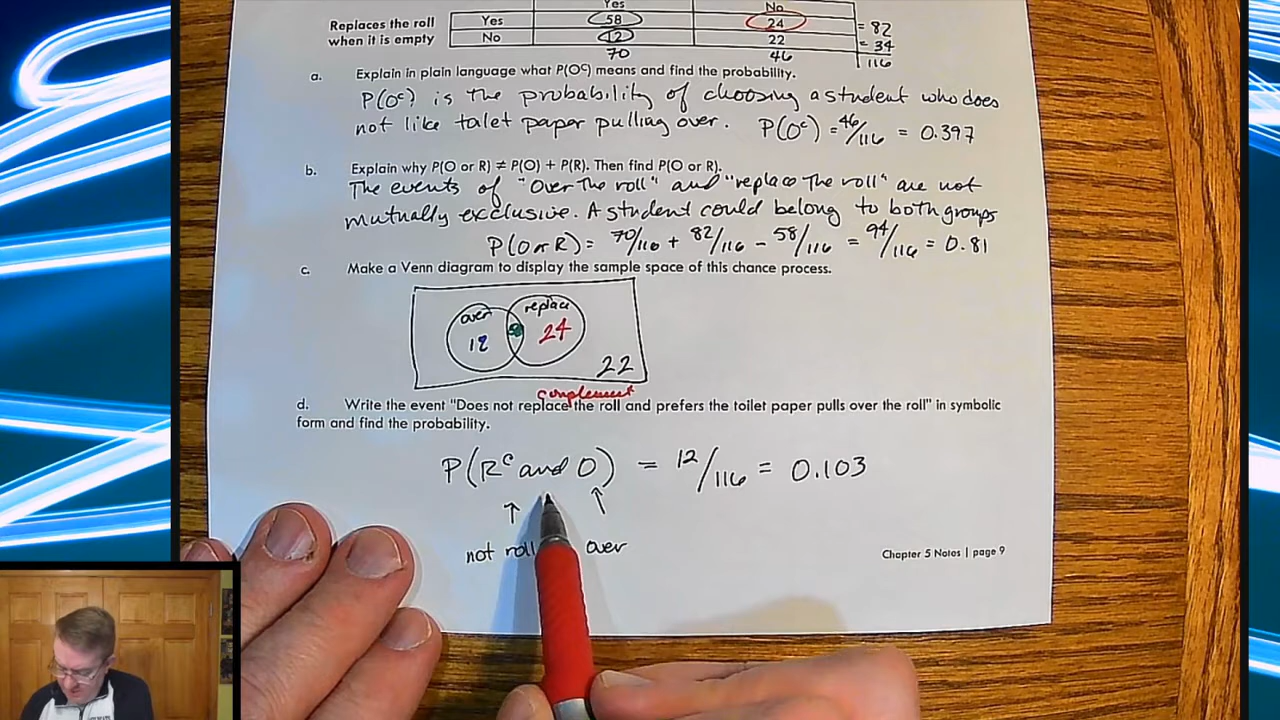 Yes No
Replaces the roll Yes 58 24 = 82
when it is empty No 12 22 = 34
70 46 116
a. Explain in plain language what P(Oᶜ) means and find the probability.
P(Oᶜ) is the probability of choosing a student who does
not like talet paper pulling over. P(Oᶜ) = 46/116 = 0.397
b. Explain why P(O or R) ≠ P(O) + P(R). Then find P(O or R).
The events of "Over The roll" and "replace The roll" are not
mutually exclusive. A student could belong to both groups
P(O or R) = 70/116 + 82/116 - 58/116 = 94/116 = 0.81
c. Make a Venn diagram to display the sample space of this chance process.
over replace
12 58 24
22
complement
d. Write the event "Does not replace the roll and prefers the toilet paper pulls over the roll" in symbolic
form and find the probability.
P(Rᶜ and O) = 12/116 = 0.103
↑ ↑
not roll over
Chapter 5 Notes | page 9